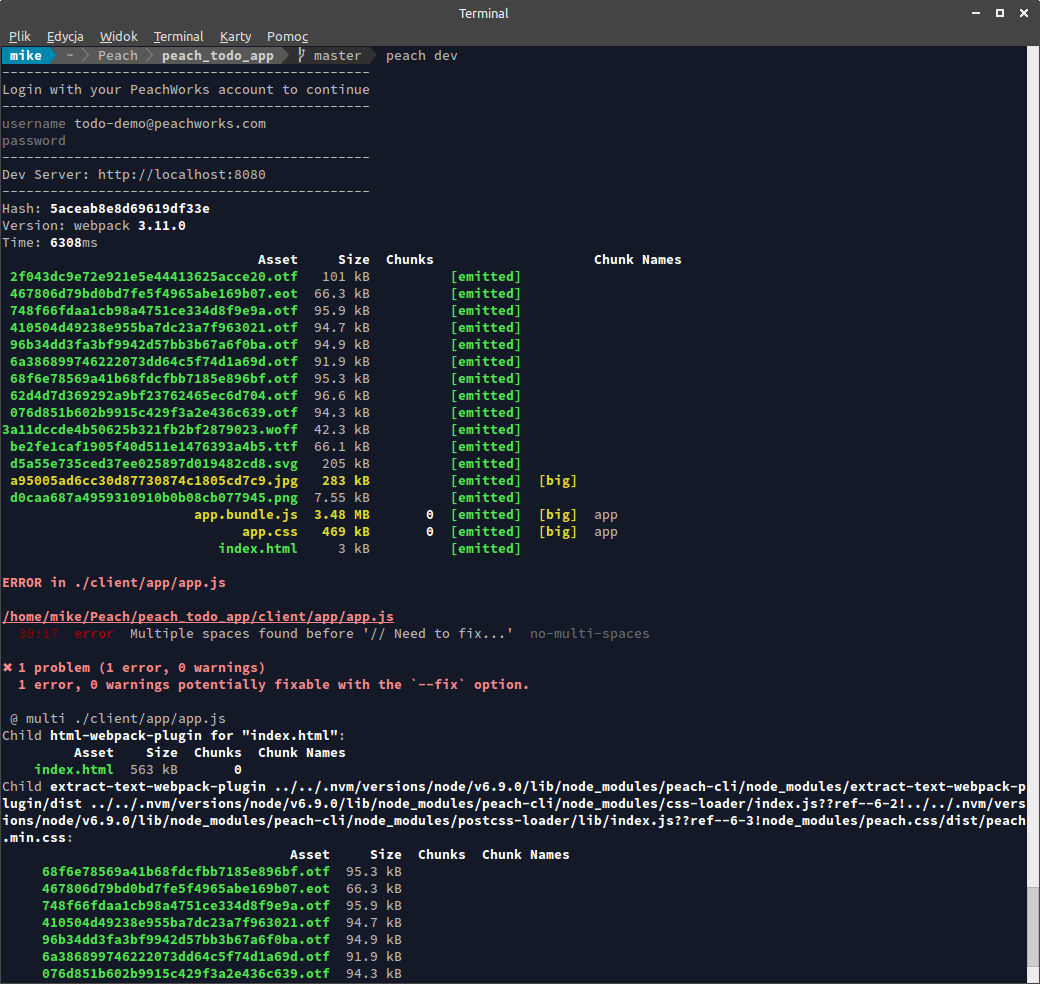 Terminal
Plik Edycja Widok Terminal Karty Pomoc
mike ~ Peach peach_todo_app master peach dev
----------------------------------------------
Login with your PeachWorks account to continue
----------------------------------------------
username todo-demo@peachworks.com
password
----------------------------------------------
Dev Server: http://localhost:8080
----------------------------------------------
Hash: 5aceab8e8d69619df33e
Version: webpack 3.11.0
Time: 6308ms
Asset Size Chunks Chunk Names
2f043dc9e72e921e5e44413625acce20.otf 101 kB [emitted]
467806d79bd0bd7fe5f4965abe169b07.eot 66.3 kB [emitted]
748f66fdaa1cb98a4751ce334d8f9e9a.otf 95.9 kB [emitted]
410504d49238e955ba7dc23a7f963021.otf 94.7 kB [emitted]
96b34dd3fa3bf9942d57bb3b67a6f0ba.otf 94.9 kB [emitted]
6a386899746222073dd64c5f74d1a69d.otf 91.9 kB [emitted]
68f6e78569a41b68fdcfbb7185e896bf.otf 95.3 kB [emitted]
62d4d7d369292a9bf23762465ec6d704.otf 96.6 kB [emitted]
076d851b602b9915c429f3a2e436c639.otf 94.3 kB [emitted]
3a11dccde4b50625b321fb2bf2879023.woff 42.3 kB [emitted]
be2fe1caf1905f40d511e1476393a4b5.ttf 66.1 kB [emitted]
d5a55e735ced37ee025897d019482cd8.svg 205 kB [emitted]
a95005ad6cc30d87730874c1805cd7c9.jpg 283 kB [emitted] [big]
d0caa687a4959310910b0b08cb077945.png 7.55 kB [emitted]
app.bundle.js 3.48 MB 0 [emitted] [big] app
app.css 469 kB 0 [emitted] [big] app
index.html 3 kB [emitted]
ERROR in ./client/app/app.js
/home/mike/Peach/peach_todo_app/client/app/app.js
30:17 error Multiple spaces found before '// Need to fix...' no-multi-spaces
✖ 1 problem (1 error, 0 warnings)
1 error, 0 warnings potentially fixable with the `--fix` option.
@ multi ./client/app/app.js
Child html-webpack-plugin for "index.html":
Asset Size Chunks Chunk Names
index.html 563 kB 0
Child extract-text-webpack-plugin ../../.nvm/versions/node/v6.9.0/lib/node_modules/peach-cli/node_modules/extract-text-webpack-p
lugin/dist ../../.nvm/versions/node/v6.9.0/lib/node_modules/peach-cli/node_modules/css-loader/index.js??ref--6-2!../../.nvm/vers
ions/node/v6.9.0/lib/node_modules/peach-cli/node_modules/postcss-loader/lib/index.js??ref--6-3!node_modules/peach.css/dist/peach
.min.css:
Asset Size Chunks Chunk Names
68f6e78569a41b68fdcfbb7185e896bf.otf 95.3 kB
467806d79bd0bd7fe5f4965abe169b07.eot 66.3 kB
748f66fdaa1cb98a4751ce334d8f9e9a.otf 95.9 kB
410504d49238e955ba7dc23a7f963021.otf 94.7 kB
96b34dd3fa3bf9942d57bb3b67a6f0ba.otf 94.9 kB
6a386899746222073dd64c5f74d1a69d.otf 91.9 kB
076d851b602b9915c429f3a2e436c639.otf 94.3 kB